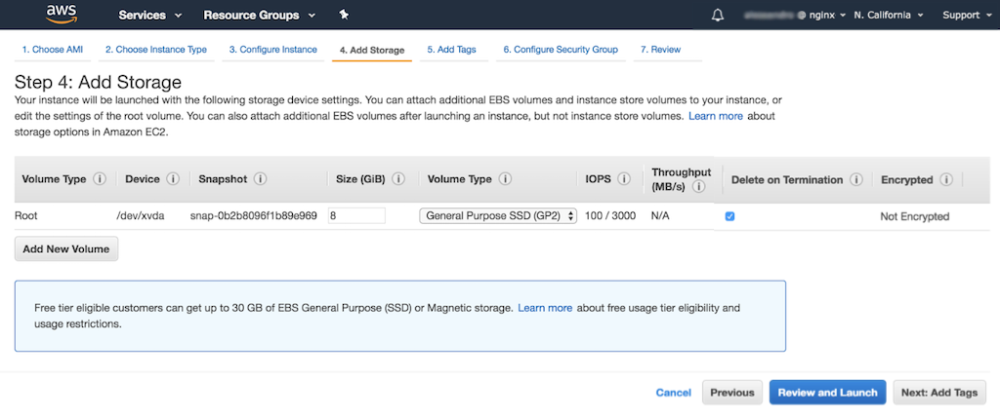 aws Services Resource Groups @ nginx N. California Support
1. Choose AMI 2. Choose Instance Type 3. Configure Instance 4. Add Storage 5. Add Tags 6. Configure Security Group 7. Review
Step 4: Add Storage
Your instance will be launched with the following storage device settings. You can attach additional EBS volumes and instance store volumes to your instance, or
edit the settings of the root volume. You can also attach additional EBS volumes after launching an instance, but not instance store volumes. Learn more about
storage options in Amazon EC2.
Volume Type i Device i Snapshot i Size (GiB) i Volume Type i IOPS i Throughput (MB/s) i Delete on Termination i Encrypted i
Root /dev/xvda snap-0b2b8096f1b89e969 8 General Purpose SSD (GP2) 100 / 3000 N/A Not Encrypted
Add New Volume
Free tier eligible customers can get up to 30 GB of EBS General Purpose (SSD) or Magnetic storage. Learn more about free usage tier eligibility and
usage restrictions.
Cancel Previous Review and Launch Next: Add Tags